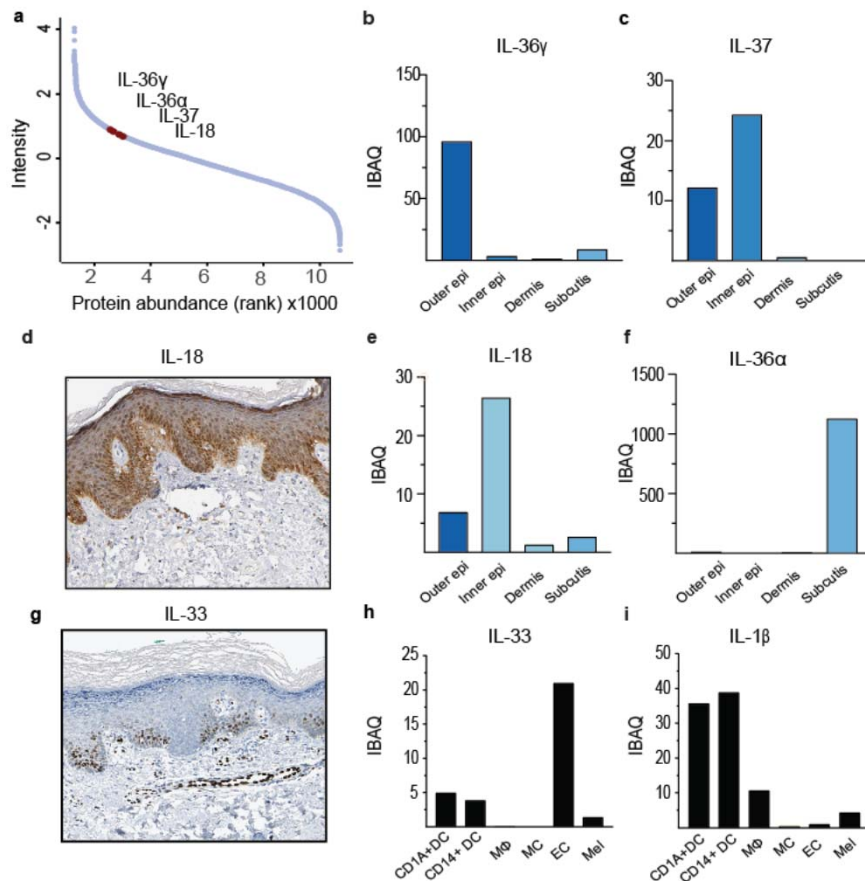 a
4
2
0
-2
Intensity
IL-36γ
IL-36α
IL-37
IL-18
2 4 6 8 10
Protein abundance (rank) x1000
b
IL-36γ
150
100
50
IBAQ
Outer epi
Inner epi
Dermis
Subcutis
c
IL-37
30
20
10
IBAQ
Outer epi
Inner epi
Dermis
Subcutis
d
IL-18
e
IL-18
30
20
10
IBAQ
Outer epi
Inner epi
Dermis
Subcutis
f
IL-36α
1500
1000
500
IBAQ
Outer epi
Inner epi
Dermis
Subcutis
g
IL-33
h
IL-33
25
20
15
10
5
0
IBAQ
CD1A+DC
CD14+ DC
MΦ
MC
EC
Mel
i
IL-1β
50
40
30
20
10
0
IBAQ
CD1A+DC
CD14+ DC
MΦ
MC
EC
Mel